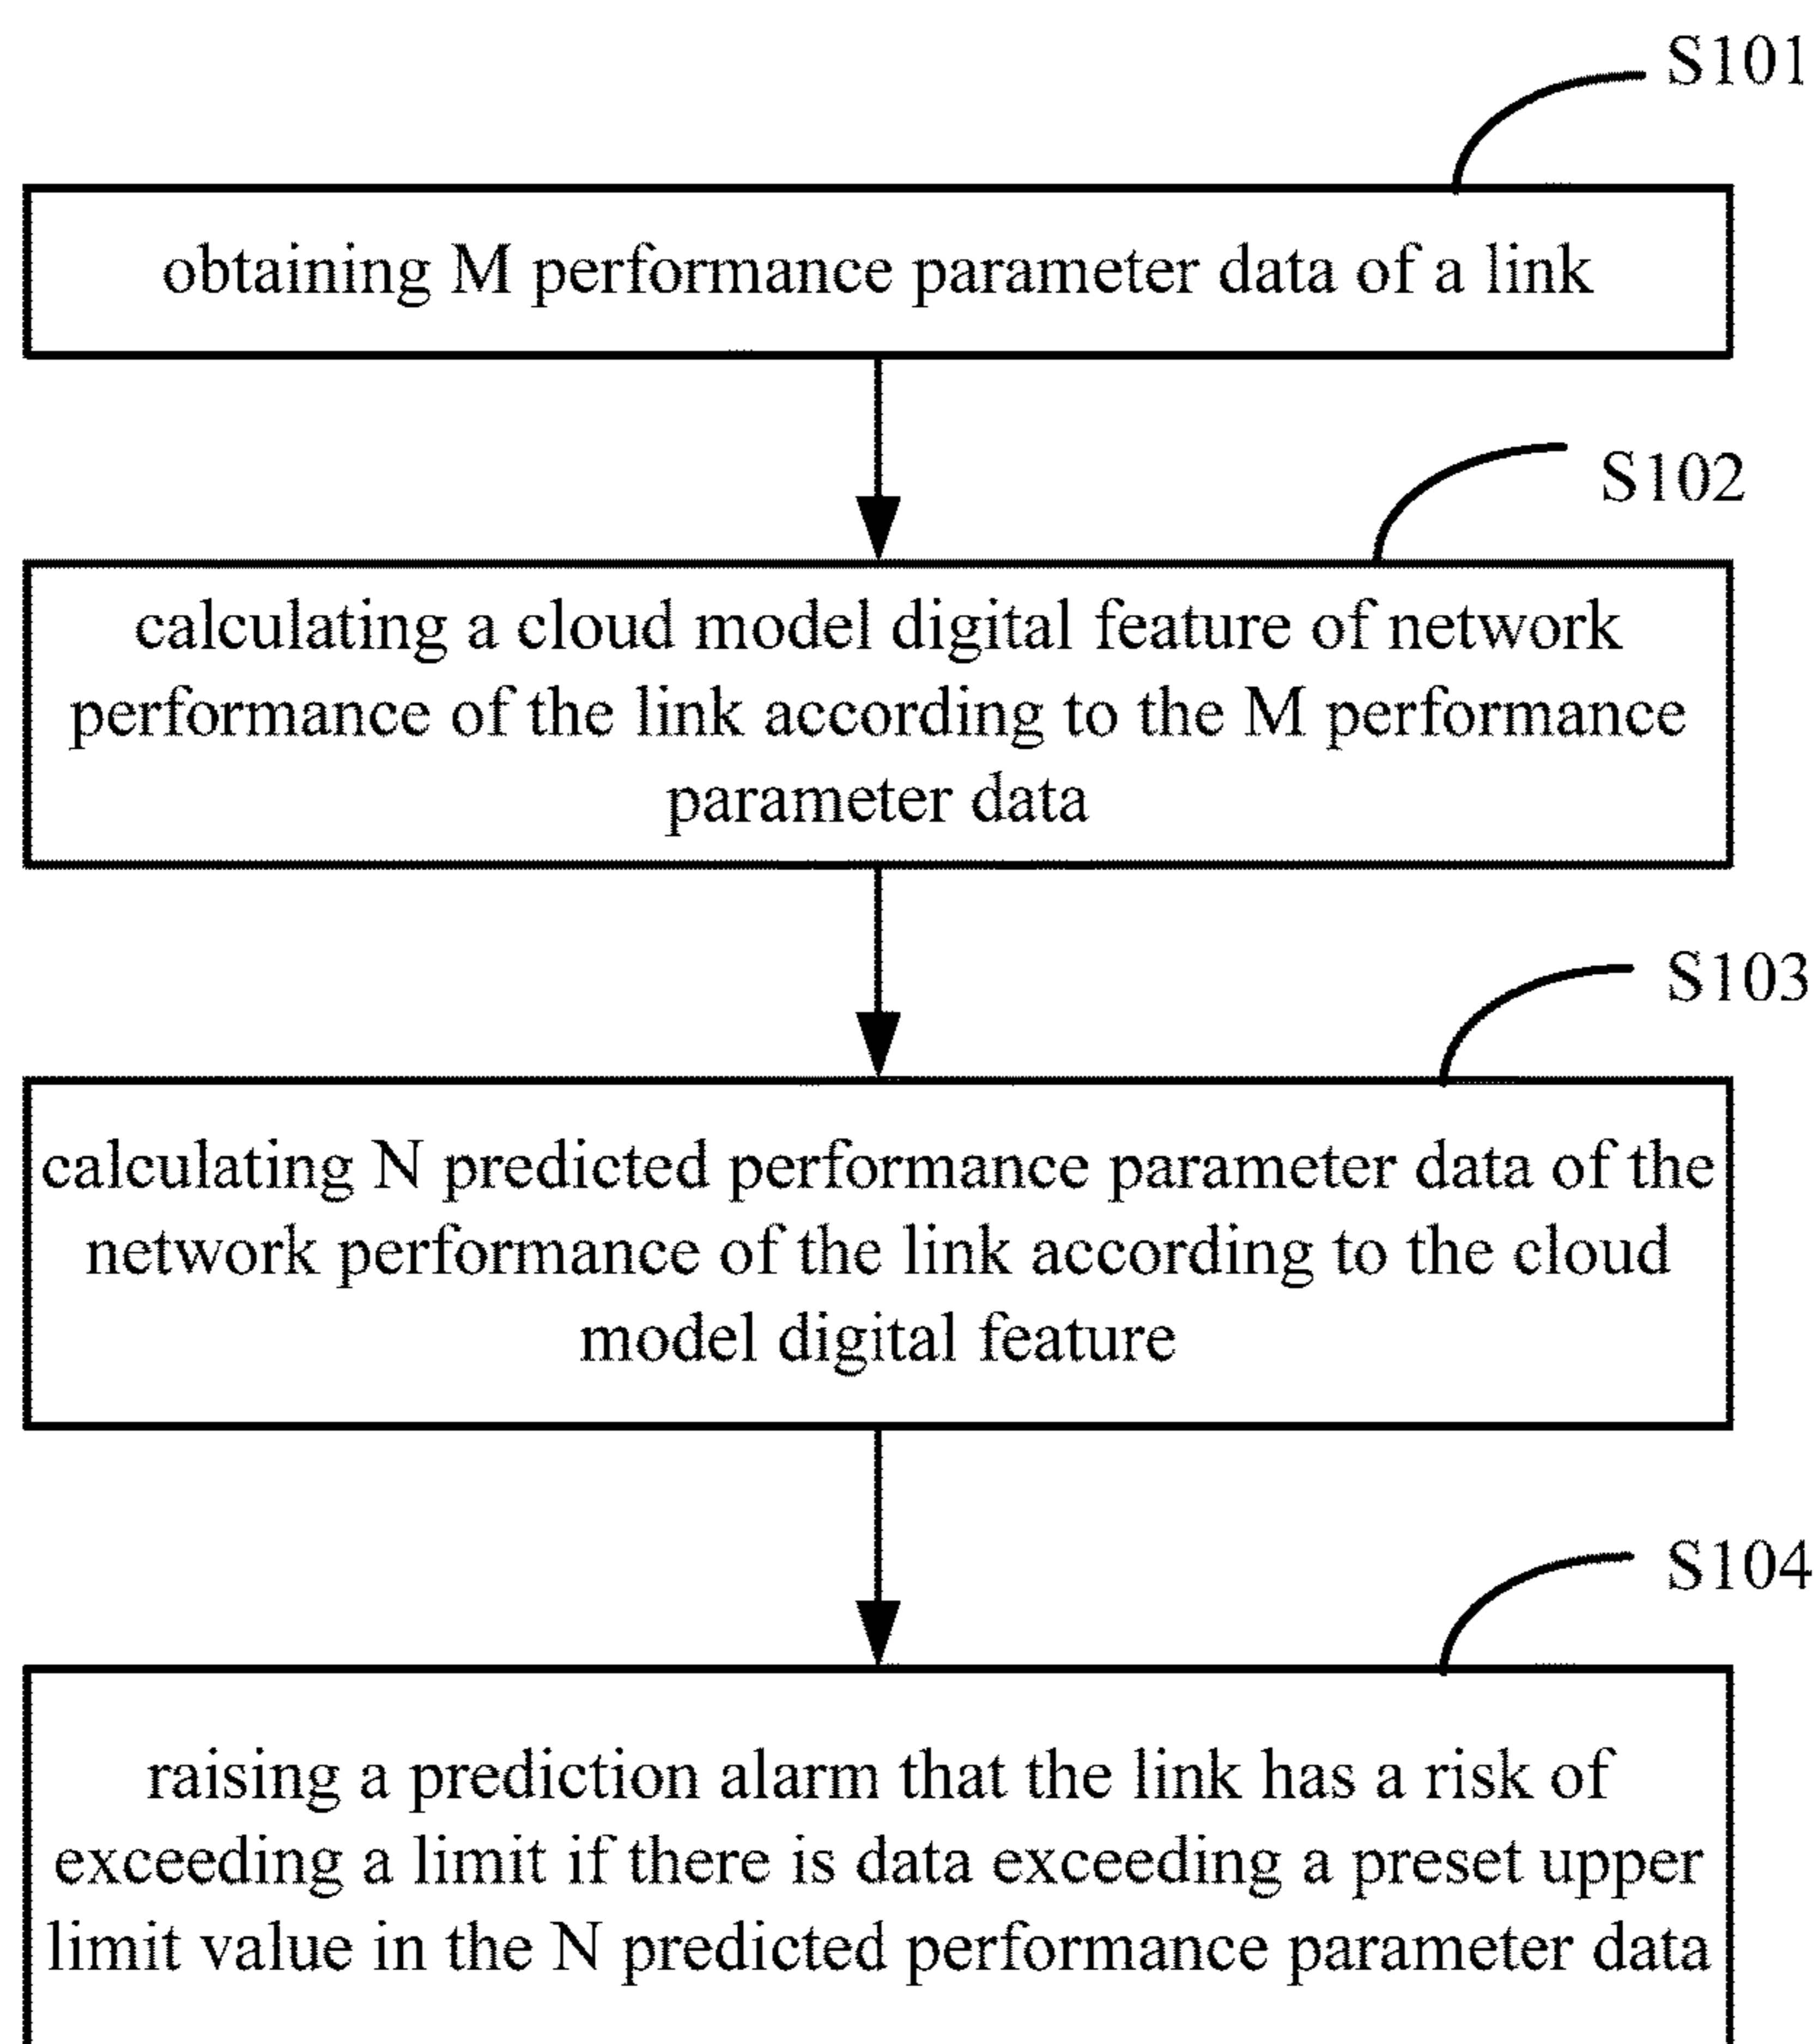 S101
obtaining M performance parameter data of a link
S102
calculating a cloud model digital feature of network
performance of the link according to the M performance
parameter data
S103
calculating N predicted performance parameter data of the
network performance of the link according to the cloud
model digital feature
S104
raising a prediction alarm that the link has a risk of
exceeding a limit if there is data exceeding a preset upper
limit value in the N predicted performance parameter data